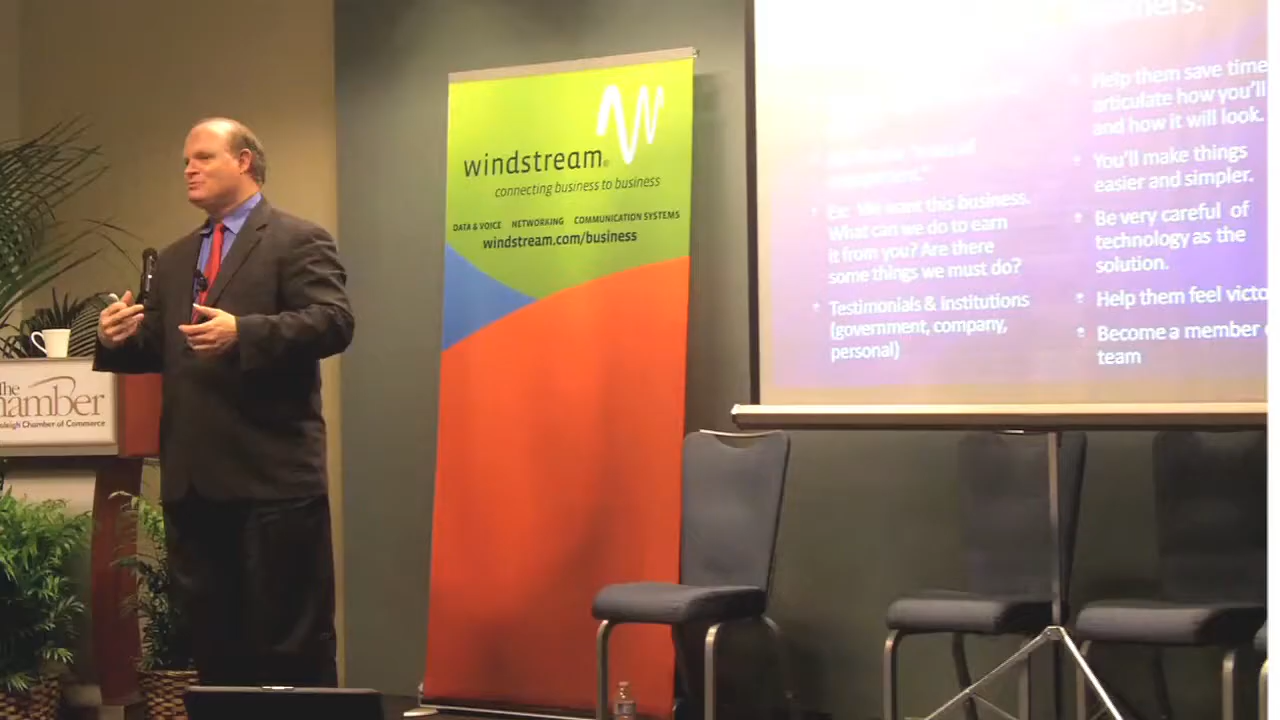 The
hamber
aleigh Chamber of Commerce
windstream®
connecting business to business
DATA & VOICE NETWORKING COMMUNICATION SYSTEMS
windstream.com/business
Ex: We want this business.
What can we do to earn
it from you? Are there
some things we must do?
Testimonials & institutions
(government, company,
personal)
Help them save time
articulate how you'll
and how it will look.
You'll make things
easier and simpler.
Be very careful of
technology as the
solution.
Help them feel victo
Become a member
team